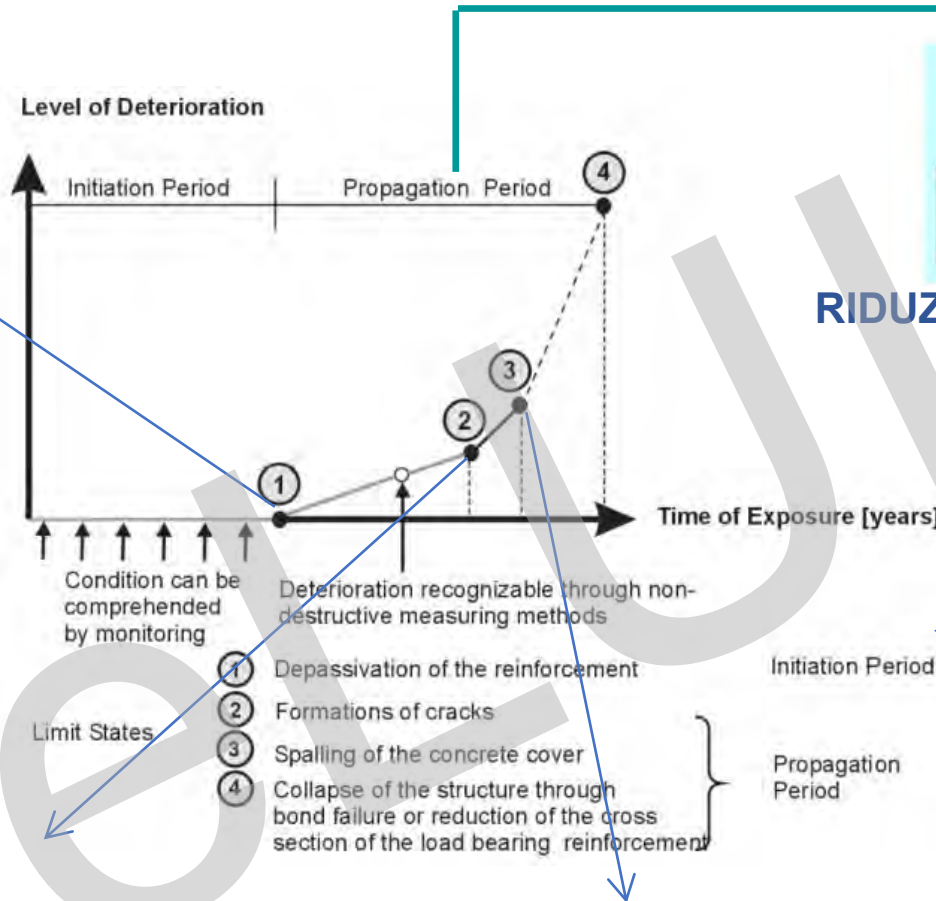 Level of Deterioration
Initiation Period
Propagation Period
4
RIDUZ
3
2
1
Time of Exposure [years]
Condition can be
comprehended
by monitoring
Deterioration recognizable through non-
destructive measuring methods
Limit States
1 Depassivation of the reinforcement
2 Formations of cracks
3 Spalling of the concrete cover
4 Collapse of the structure through
bond failure or reduction of the cross
section of the load bearing reinforcement
Initiation Period
Propagation
Period
eLU